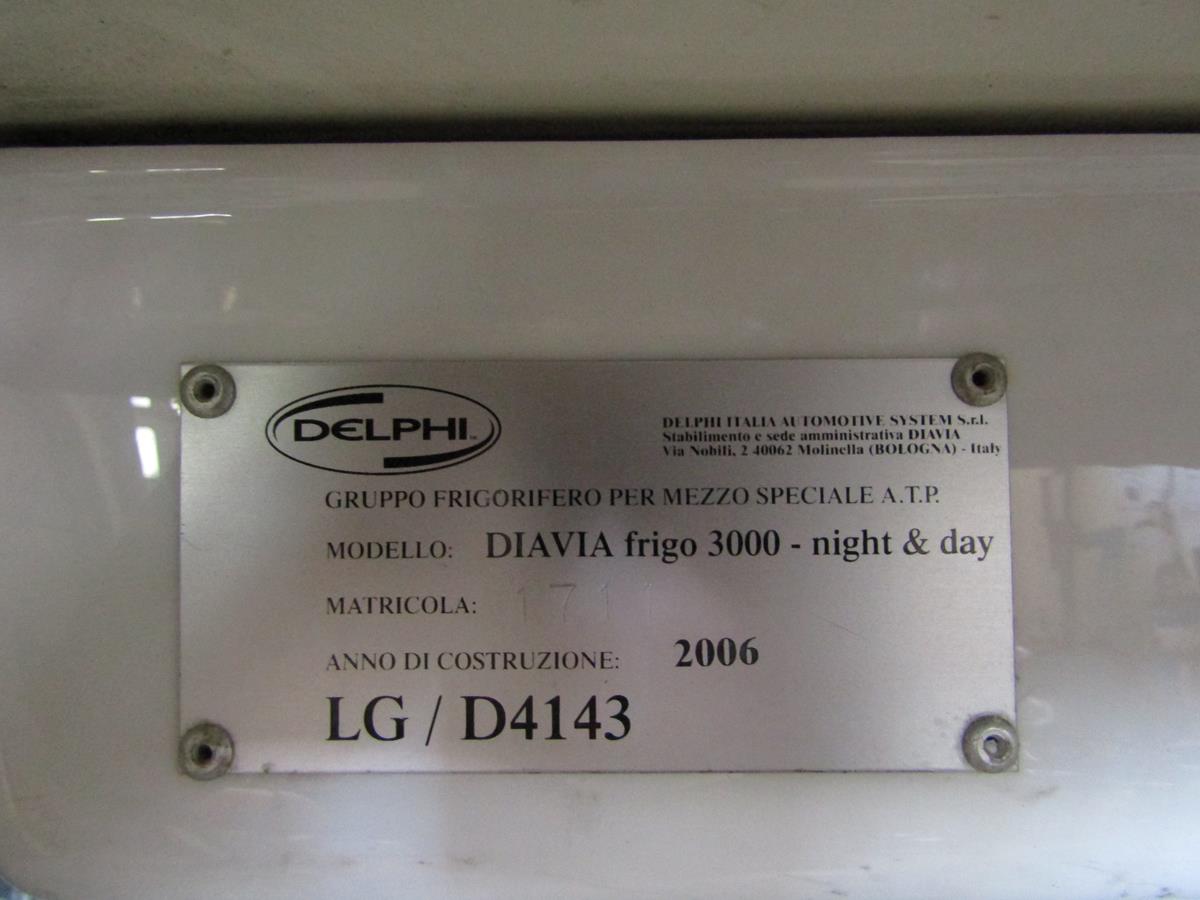 DELPHI
DELPHI ITALIA AUTOMOTIVE SYSTEM S.r.l.
Stabilimento e sede amministrativa DIAVIA
Via Nobili, 2 40062 Molinella (BOLOGNA) - Italy
GRUPPO FRIGORIFERO PER MEZZO SPECIALE A.T.P.
MODELLO: DIAVIA frigo 3000 - night & day
MATRICOLA: 1711
ANNO DI COSTRUZIONE: 2006
LG / D4143